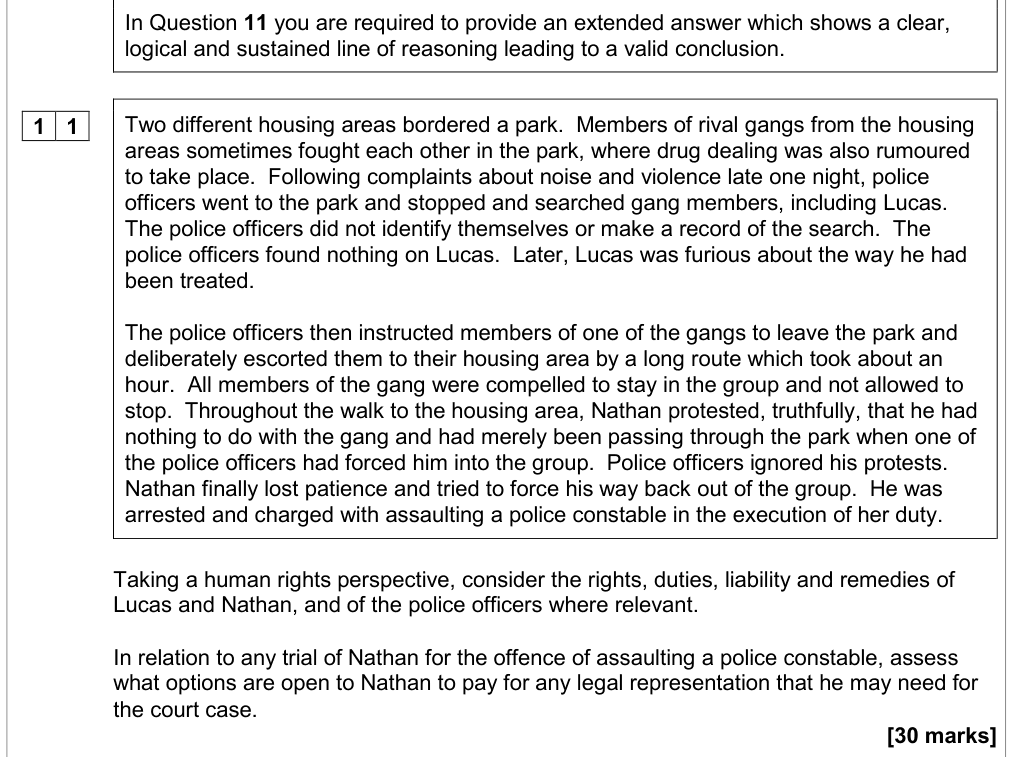 In Question 11 you are required to provide an extended answer which shows a clear,
logical and sustained line of reasoning leading to a valid conclusion.
1 1
Two different housing areas bordered a park.  Members of rival gangs from the housing
areas sometimes fought each other in the park, where drug dealing was also rumoured
to take place.  Following complaints about noise and violence late one night, police
officers went to the park and stopped and searched gang members, including Lucas.
The police officers did not identify themselves or make a record of the search.  The
police officers found nothing on Lucas.  Later, Lucas was furious about the way he had
been treated.
The police officers then instructed members of one of the gangs to leave the park and
deliberately escorted them to their housing area by a long route which took about an
hour.  All members of the gang were compelled to stay in the group and not allowed to
stop.  Throughout the walk to the housing area, Nathan protested, truthfully, that he had
nothing to do with the gang and had merely been passing through the park when one of
the police officers had forced him into the group.  Police officers ignored his protests.
Nathan finally lost patience and tried to force his way back out of the group.  He was
arrested and charged with assaulting a police constable in the execution of her duty.
Taking a human rights perspective, consider the rights, duties, liability and remedies of
Lucas and Nathan, and of the police officers where relevant.
In relation to any trial of Nathan for the offence of assaulting a police constable, assess
what options are open to Nathan to pay for any legal representation that he may need for
the court case.
[30 marks]